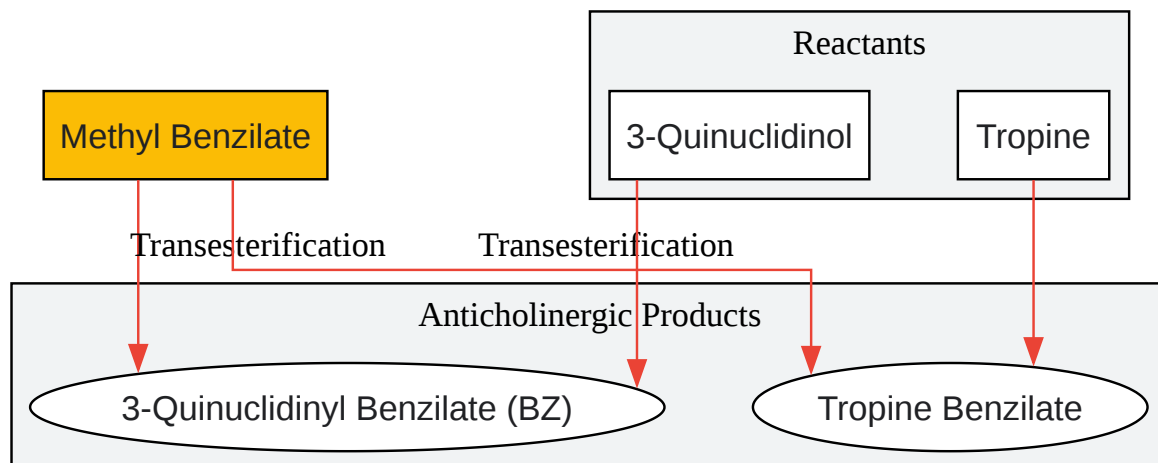 Reactants
Methyl Benzilate
3-Quinuclidinol
Tropine
Transesterification
Transesterification
Anticholinergic Products
3-Quinuclidinyl Benzilate (BZ)
Tropine Benzilate